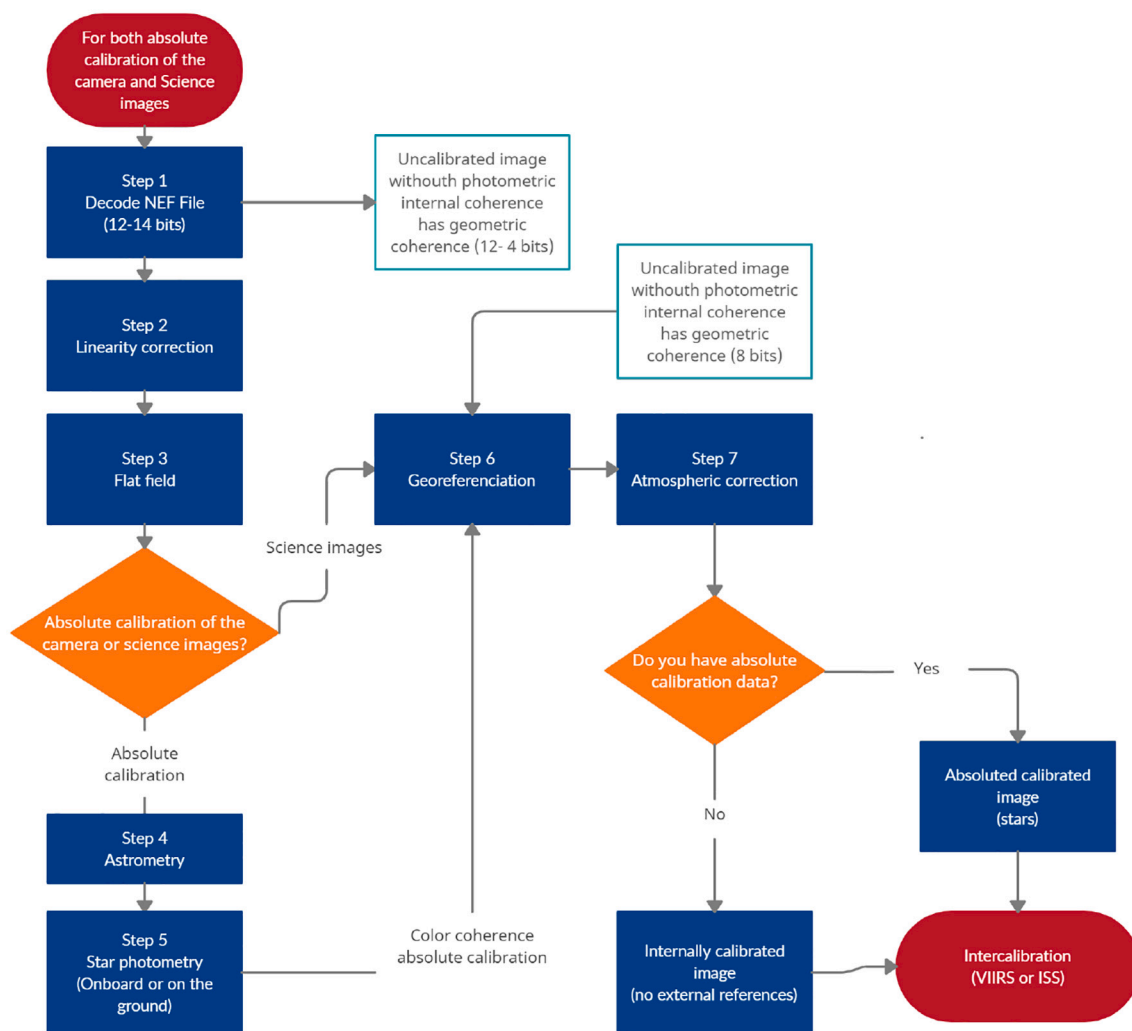 For both absolute
calibration of the
camera and Science
images
Step 1
Decode NEF File
(12-14 bits)
Uncalibrated image
withouth photometric
internal coherence
has geometric
coherence (12- 4 bits)
Step 2
Linearity correction
Uncalibrated image
withouth photometric
internal coherence
has geometric
coherence (8 bits)
Step 3
Flat field
Step 6
Georeferenciation
Step 7
Atmospheric correction
Science images
Absolute calibration of the
camera or science images?
Do you have absolute
calibration data?
Yes
Absolute
calibration
Absoluted calibrated
image
(stars)
No
Step 4
Astrometry
Step 5
Star photometry
(Onboard or on the
ground)
Color coherence
absolute calibration
Internally calibrated
image
(no external references)
Intercalibration
(VIIRS or ISS)